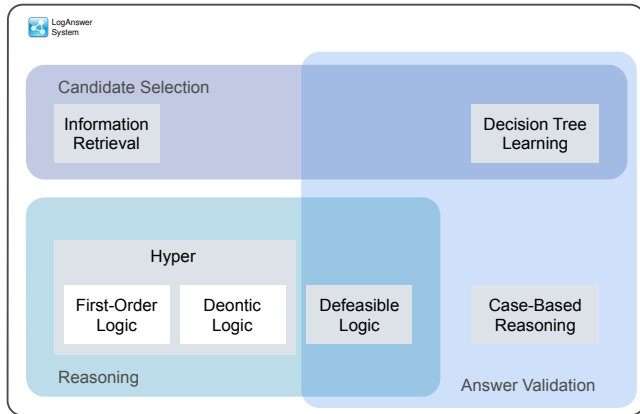 LogAnswer
System
Candidate Selection
Information
Retrieval
Decision Tree
Learning
Hyper
First-Order
Logic
Deontic
Logic
Defeasible
Logic
Case-Based
Reasoning
Reasoning
Answer Validation